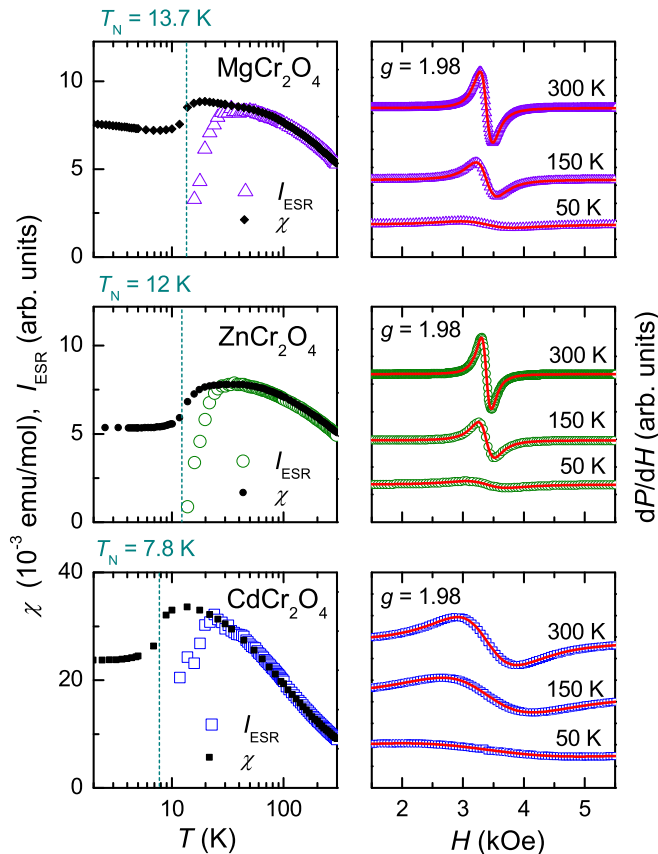 T_N = 13.7 K
MgCr₂O₄
g = 1.98
300 K
150 K
50 K
I_ESR
χ
10
5
0
T_N = 12 K
ZnCr₂O₄
g = 1.98
300 K
150 K
50 K
I_ESR
χ
10
5
0
χ (10⁻³ emu/mol), I_ESR (arb. units)
dP/dH (arb. units)
T_N = 7.8 K
CdCr₂O₄
g = 1.98
300 K
150 K
50 K
I_ESR
χ
40
20
0
10 100
T (K)
2 3 4 5
H (kOe)